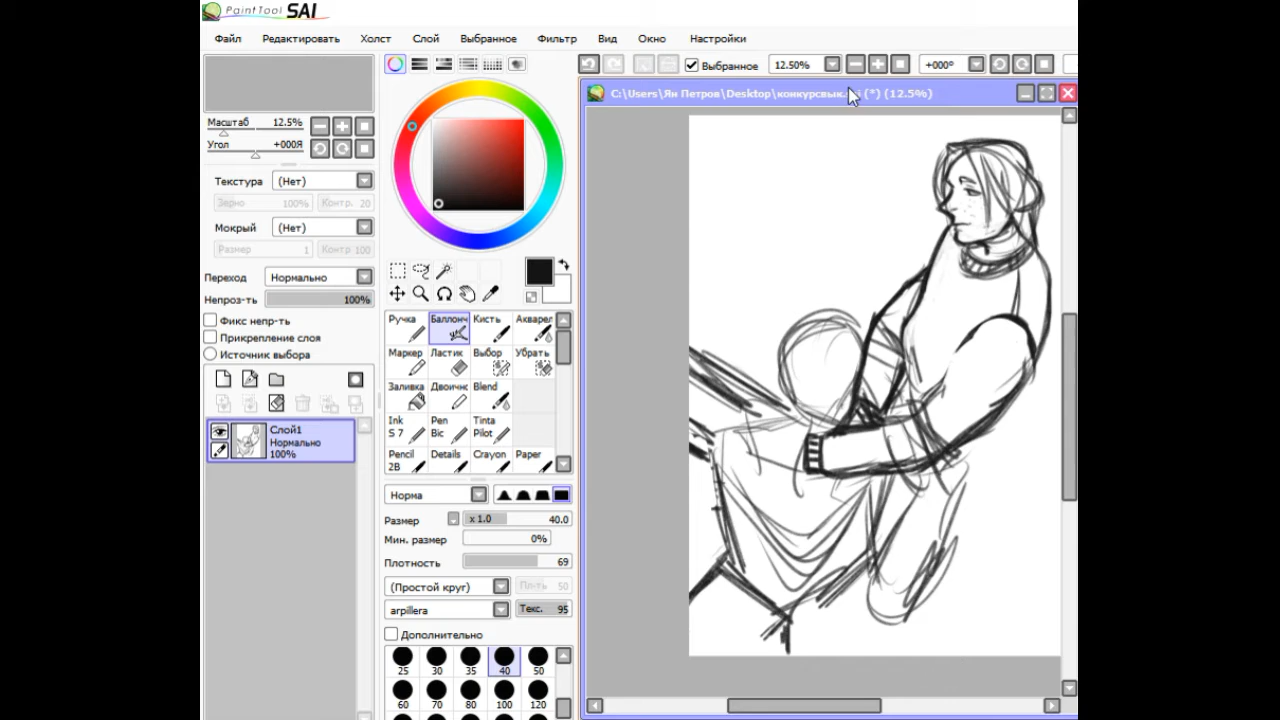 PaintTool SAI
Файл Редактировать Холст Слой Выбранное Фильтр Вид Окно Настройки
Выбранное 12.50% +000º
C:\Users\Ян Петров\Desktop\конкурсвык. (*) (12.5%)
Масштаб 12.5%
Угол +000Я
Текстура (Нет)
Зерно 100% Контр. 20
Мокрый (Нет)
Размер 1 Контр 100
Переход Нормально
Непроз-ть 100%
Фикс непр-ть
Прикрепление слоя
Источник выбора
Слой1
Нормально
100%
Ручка Баллонч Кисть Акварел
Маркер Ластик Выбор Убрать
Заливка Двоичнс Blend
Ink S 7 Pen Bic Tinta Pilot
Pencil 2B Details Crayon Paper
Норма
Размер x 1.0 40.0
Мин. размер 0%
Плотность 69
(Простой круг) Пл-ть 50
arpillera Текс. 95
Дополнительно
25 30 35 40 50
60 70 80 100 120